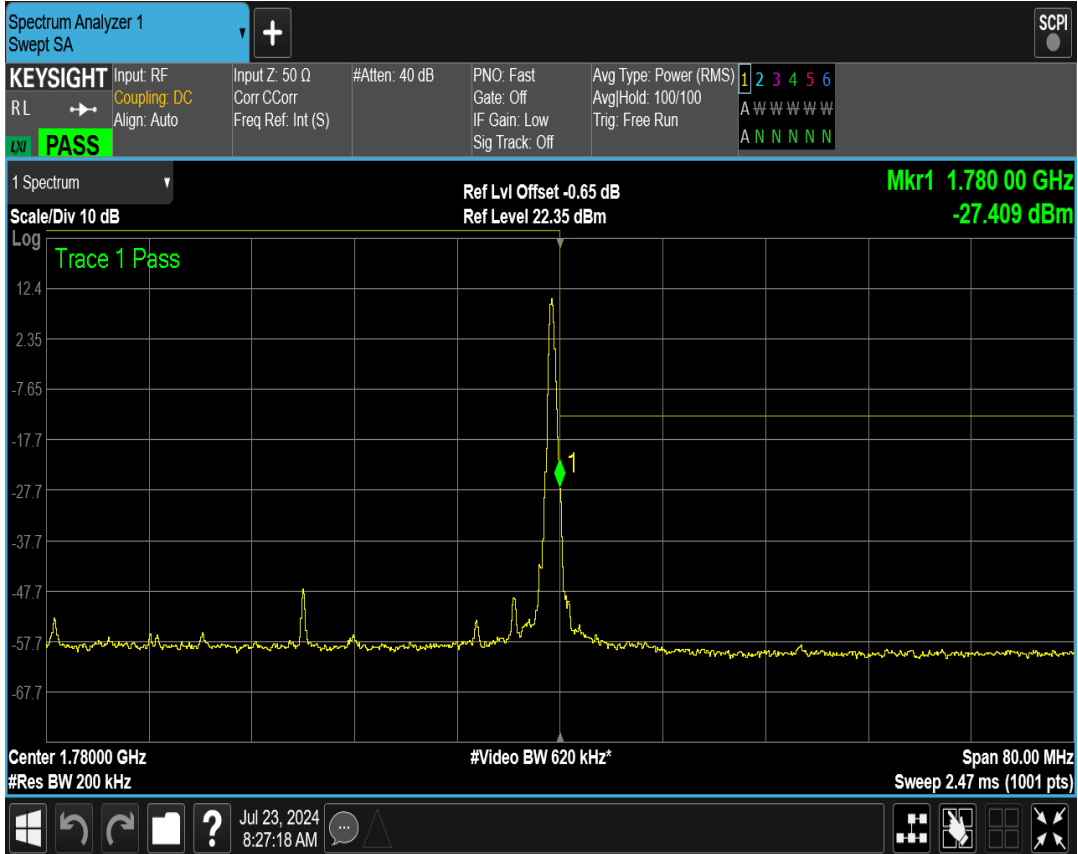 Spectrum Analyzer 1
Swept SA
SCPI
KEYSIGHT
R L
LXI PASS
Input: RF
Coupling: DC
Align: Auto
Input Z: 50 Ω
Corr CCorr
Freq Ref: Int (S)
#Atten: 40 dB
PNO: Fast
Gate: Off
IF Gain: Low
Sig Track: Off
Avg Type: Power (RMS)
Avg|Hold: 100/100
Trig: Free Run
1 2 3 4 5 6
A W W W W W
A N N N N N
1 Spectrum
Scale/Div 10 dB
Ref Lvl Offset -0.65 dB
Ref Level 22.35 dBm
Mkr1 1.780 00 GHz
-27.409 dBm
Log
Trace 1 Pass
12.4
2.35
-7.65
-17.7
1
-27.7
-37.7
-47.7
-57.7
-67.7
Center 1.78000 GHz
#Video BW 620 kHz*
Span 80.00 MHz
#Res BW 200 kHz
Sweep 2.47 ms (1001 pts)
?
Jul 23, 2024
8:27:18 AM